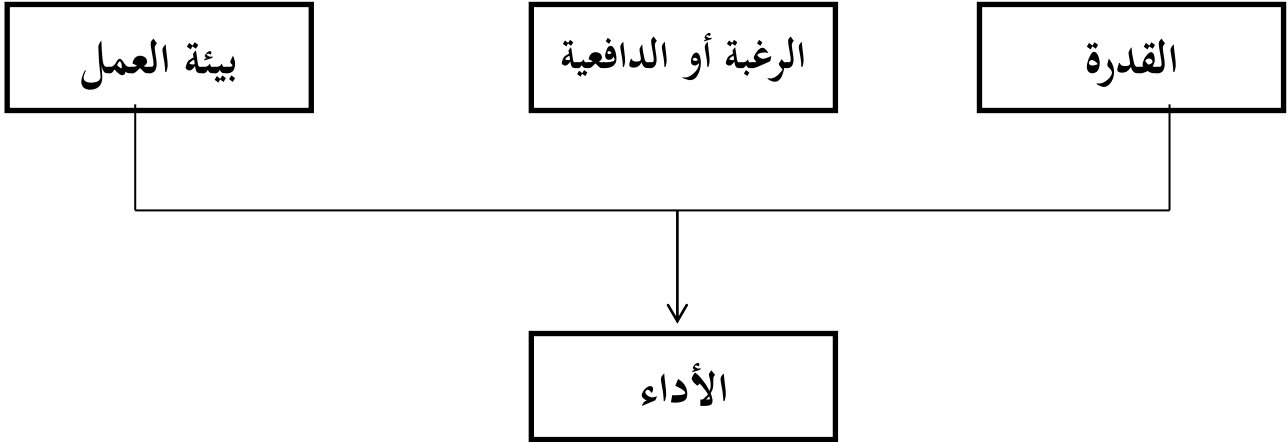 القدرة
الرغبة أو الدافعية
بيئة العمل
الأداء